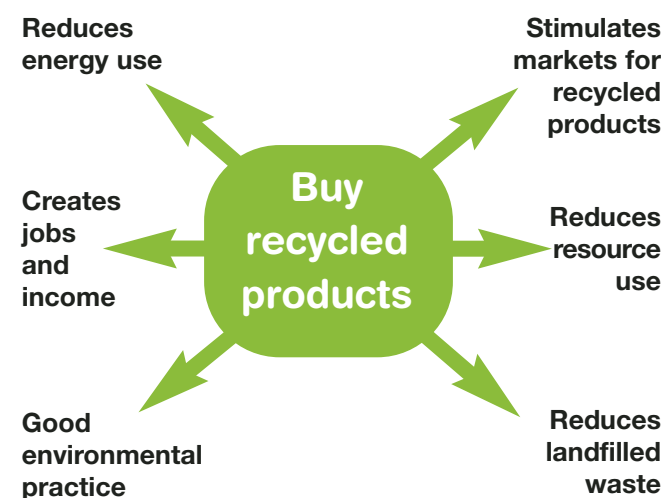 Reduces
energy use
Stimulates
markets for
recycled
products
Buy
recycled
products
Creates
jobs
and
income
Reduces
resource
use
Good
environmental
practice
Reduces
landfilled
waste